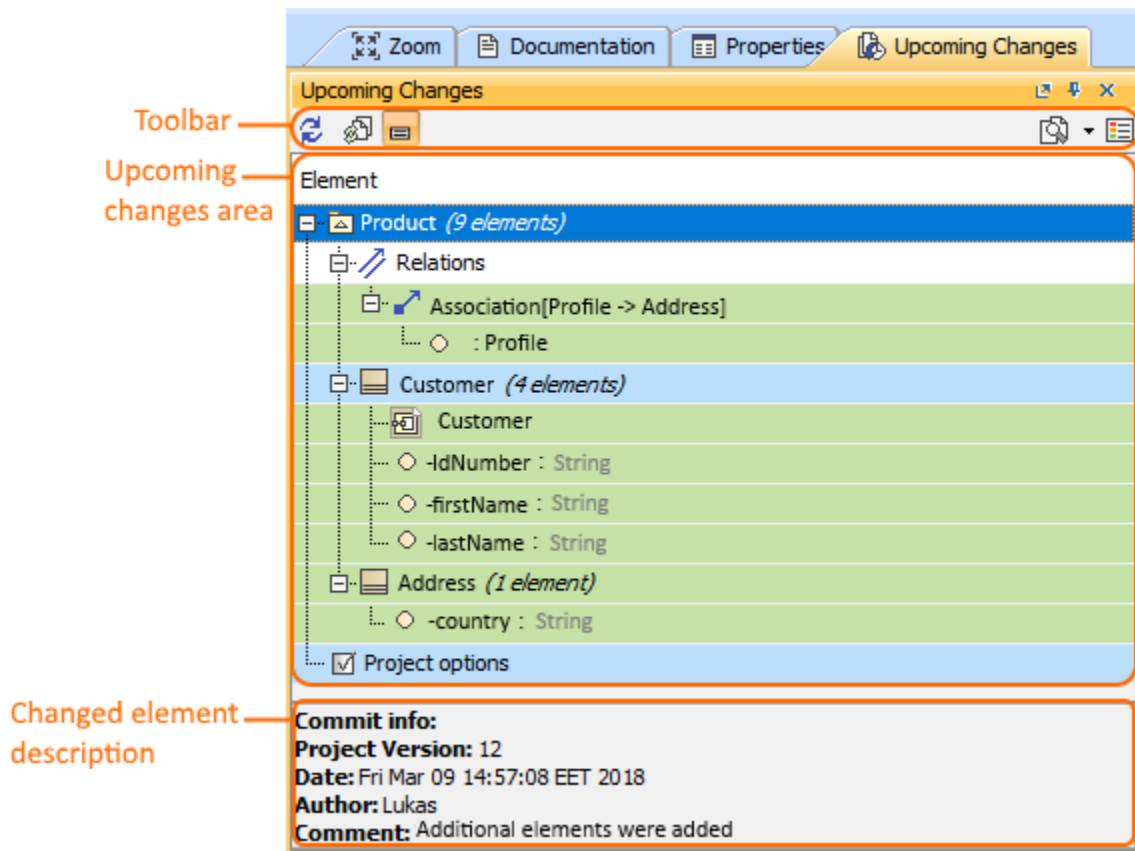 Zoom
Documentation
Properties
Upcoming Changes
Upcoming Changes
Toolbar
Upcoming
changes area
Element
Product (9 elements)
Relations
Association[Profile -> Address]
: Profile
Customer (4 elements)
Customer
-IdNumber : String
-firstName : String
-lastName : String
Address (1 element)
-country : String
Project options
Changed element
description
Commit info:
Project Version: 12
Date: Fri Mar 09 14:57:08 EET 2018
Author: Lukas
Comment: Additional elements were added